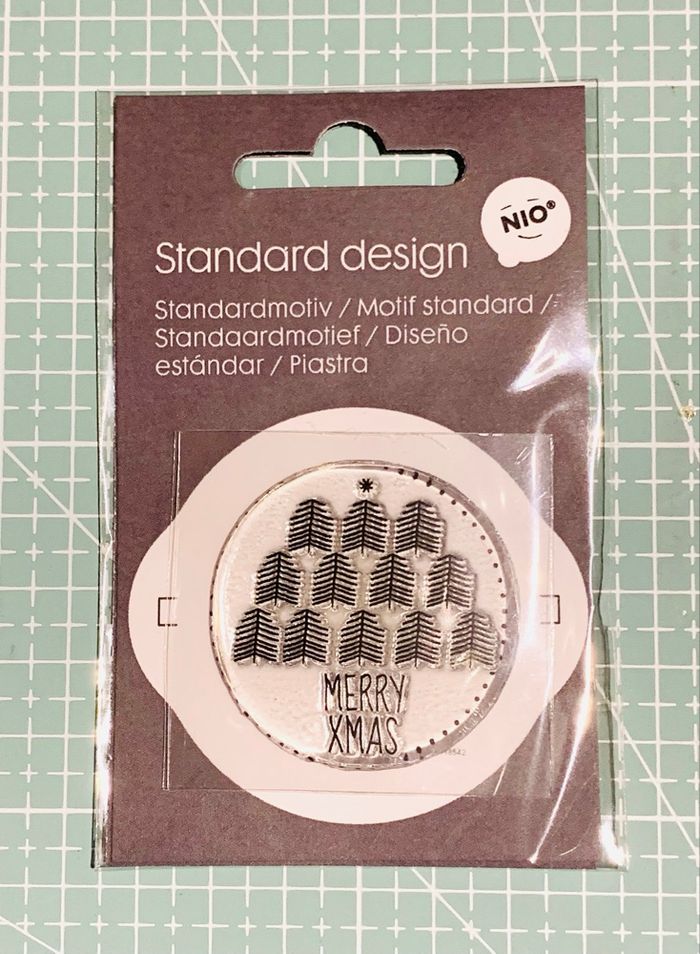 NIO®
Standard design
Standardmotiv / Motif standard /
Standaardmotief / Diseño
estándar / Piastra
MERRY
XMAS